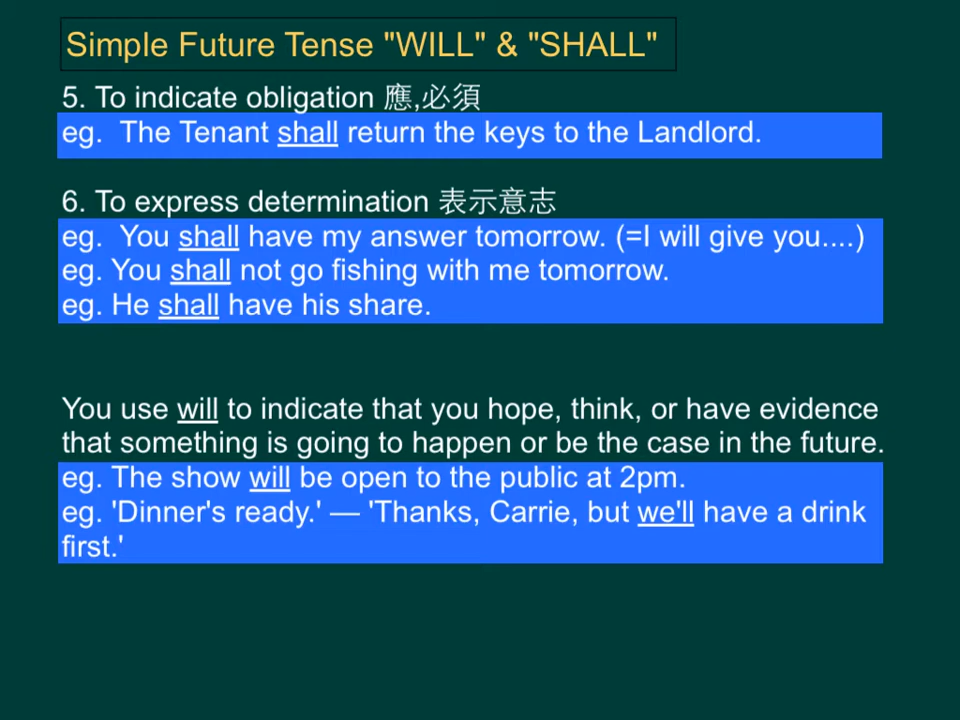 Simple Future Tense "WILL" & "SHALL"
5. To indicate obligation 應,必須
eg.  The Tenant shall return the keys to the Landlord.
6. To express determination 表示意志
eg.  You shall have my answer tomorrow. (=I will give you....)
eg. You shall not go fishing with me tomorrow.
eg. He shall have his share.
You use will to indicate that you hope, think, or have evidence
that something is going to happen or be the case in the future.
eg. The show will be open to the public at 2pm.
eg. 'Dinner's ready.' — 'Thanks, Carrie, but we'll have a drink
first.'